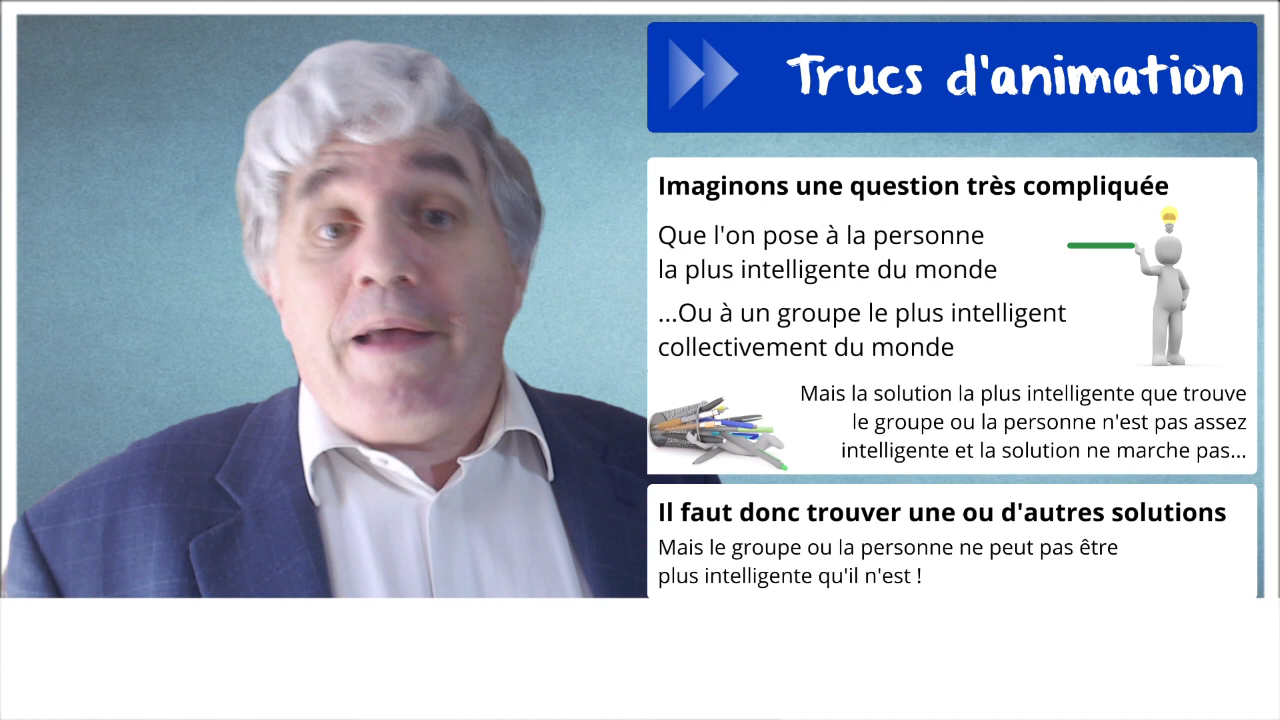 Trucs d'animation
Imaginons une question très compliquée
Que l'on pose à la personne
la plus intelligente du monde
...Ou à un groupe le plus intelligent
collectivement du monde
Mais la solution la plus intelligente que trouve
le groupe ou la personne n'est pas assez
intelligente et la solution ne marche pas...
Il faut donc trouver une ou d'autres solutions
Mais le groupe ou la personne ne peut pas être
plus intelligente qu'il n'est !